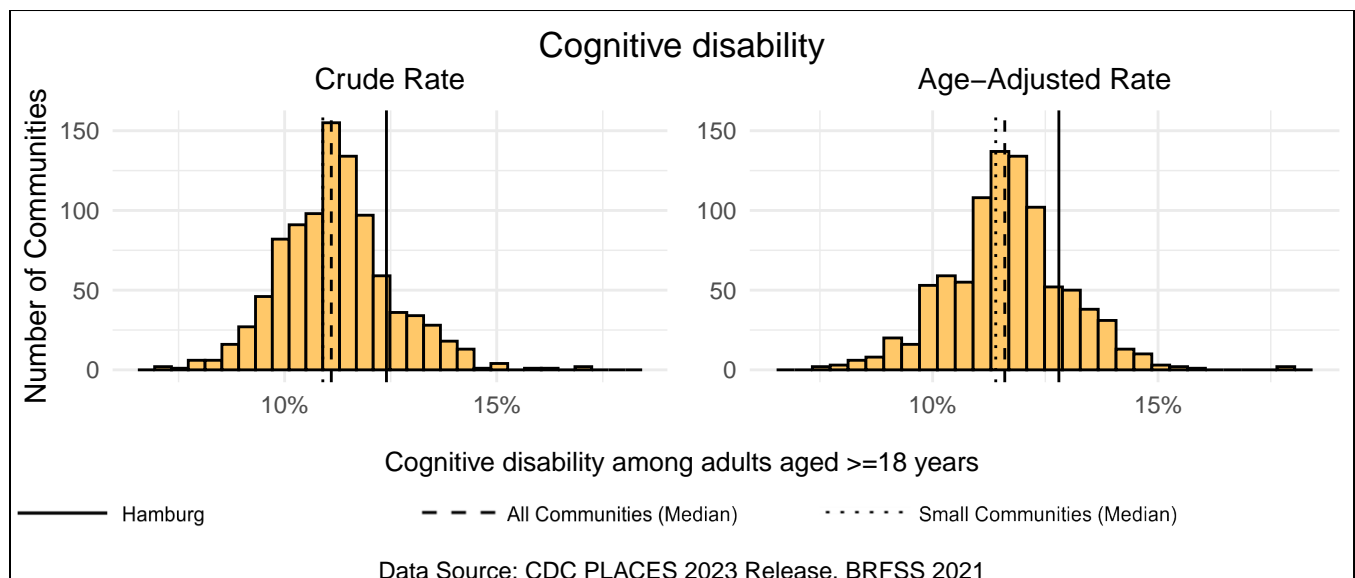 Cognitive disability
Crude Rate
Age−Adjusted Rate
Number of Communities
150
100
50
0
10%
15%
150
100
50
0
10%
15%
Cognitive disability among adults aged >=18 years
Hamburg
All Communities (Median)
Small Communities (Median)
Data Source: CDC PLACES 2023 Release, BRFSS 2021